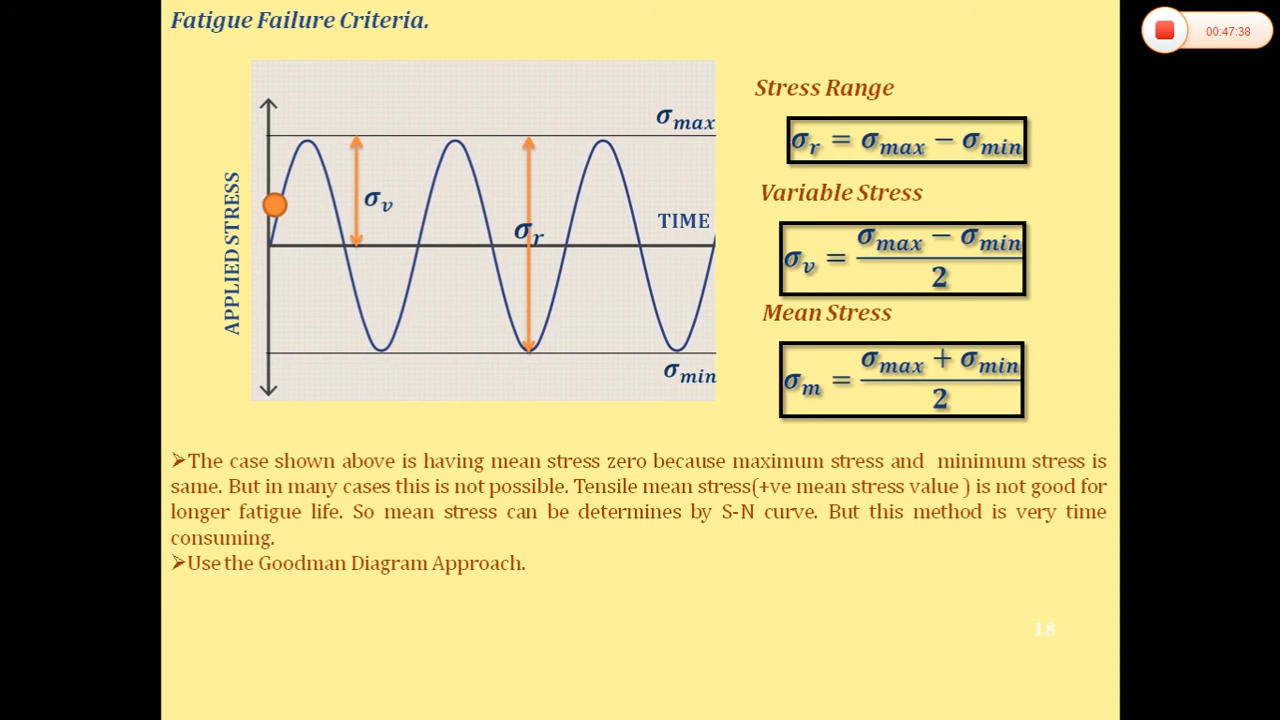 Fatigue Failure Criteria.
00:47:38
APPLIED STRESS
σmax
σv
σr
TIME
σmin
Stress Range
σr = σmax − σmin
Variable Stress
σv = (σmax − σmin) / 2
Mean Stress
σm = (σmax + σmin) / 2
➢The case shown above is having mean stress zero because maximum stress and minimum stress is
same. But in many cases this is not possible. Tensile mean stress(+ve mean stress value ) is not good for
longer fatigue life. So mean stress can be determines by S-N curve. But this method is very time
consuming.
➢Use the Goodman Diagram Approach.
18